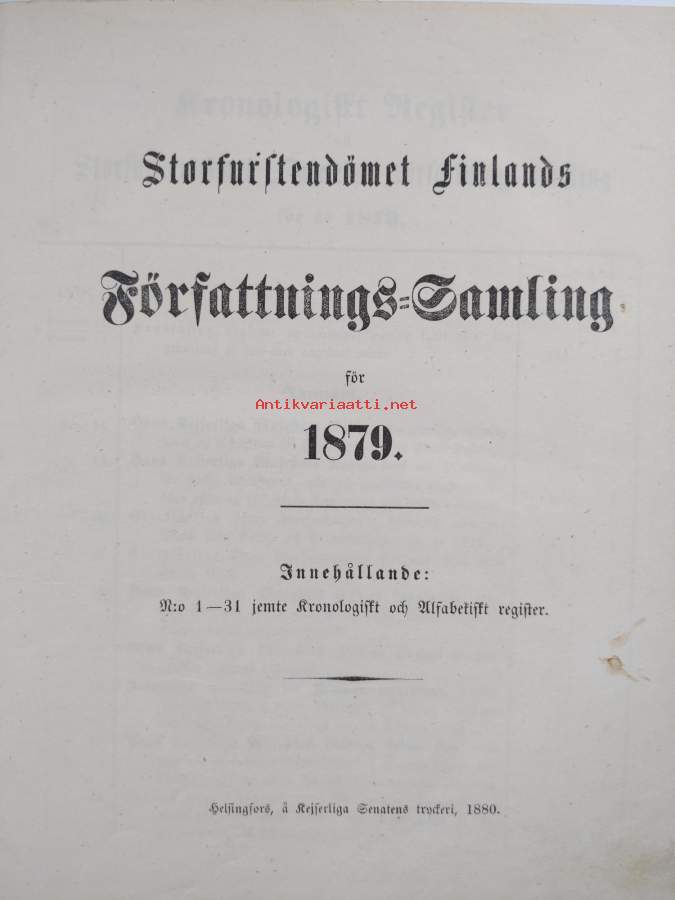 Storfurstendömet Finlands
Författnings=Samling
för
Antikvariaatti.net
1879.
Innehållande:
N:o 1—31 jemte Kronologiskt och Alfabetiskt register.
Helsingfors, å Kejserliga Senatens tryckeri, 1880.